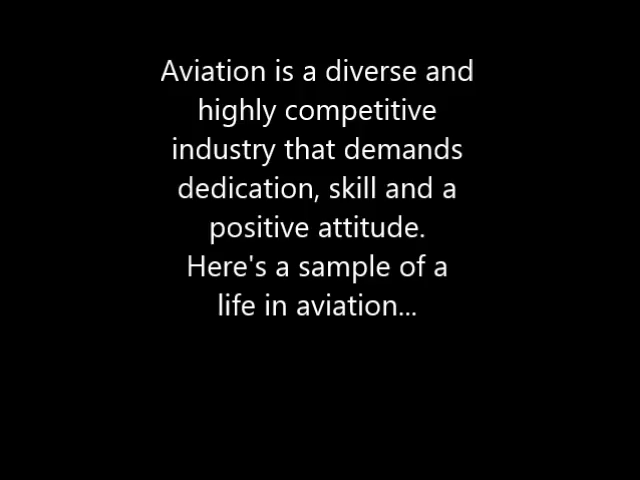 Aviation is a diverse and
highly competitive
industry that demands
dedication, skill and a
positive attitude.
Here's a sample of a
life in aviation...